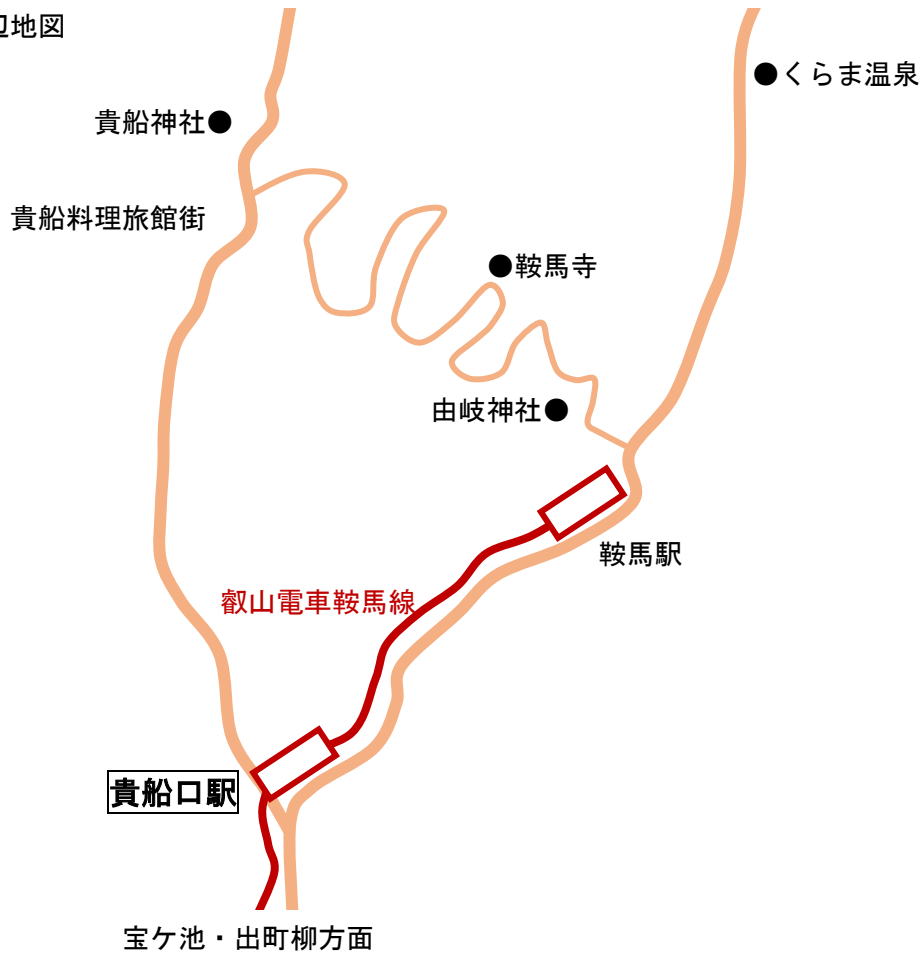 辺地図
くらま温泉
貴船神社
貴船料理旅館街
鞍馬寺
由岐神社
鞍馬駅
叡山電車鞍馬線
貴船口駅
宝ケ池・出町柳方面